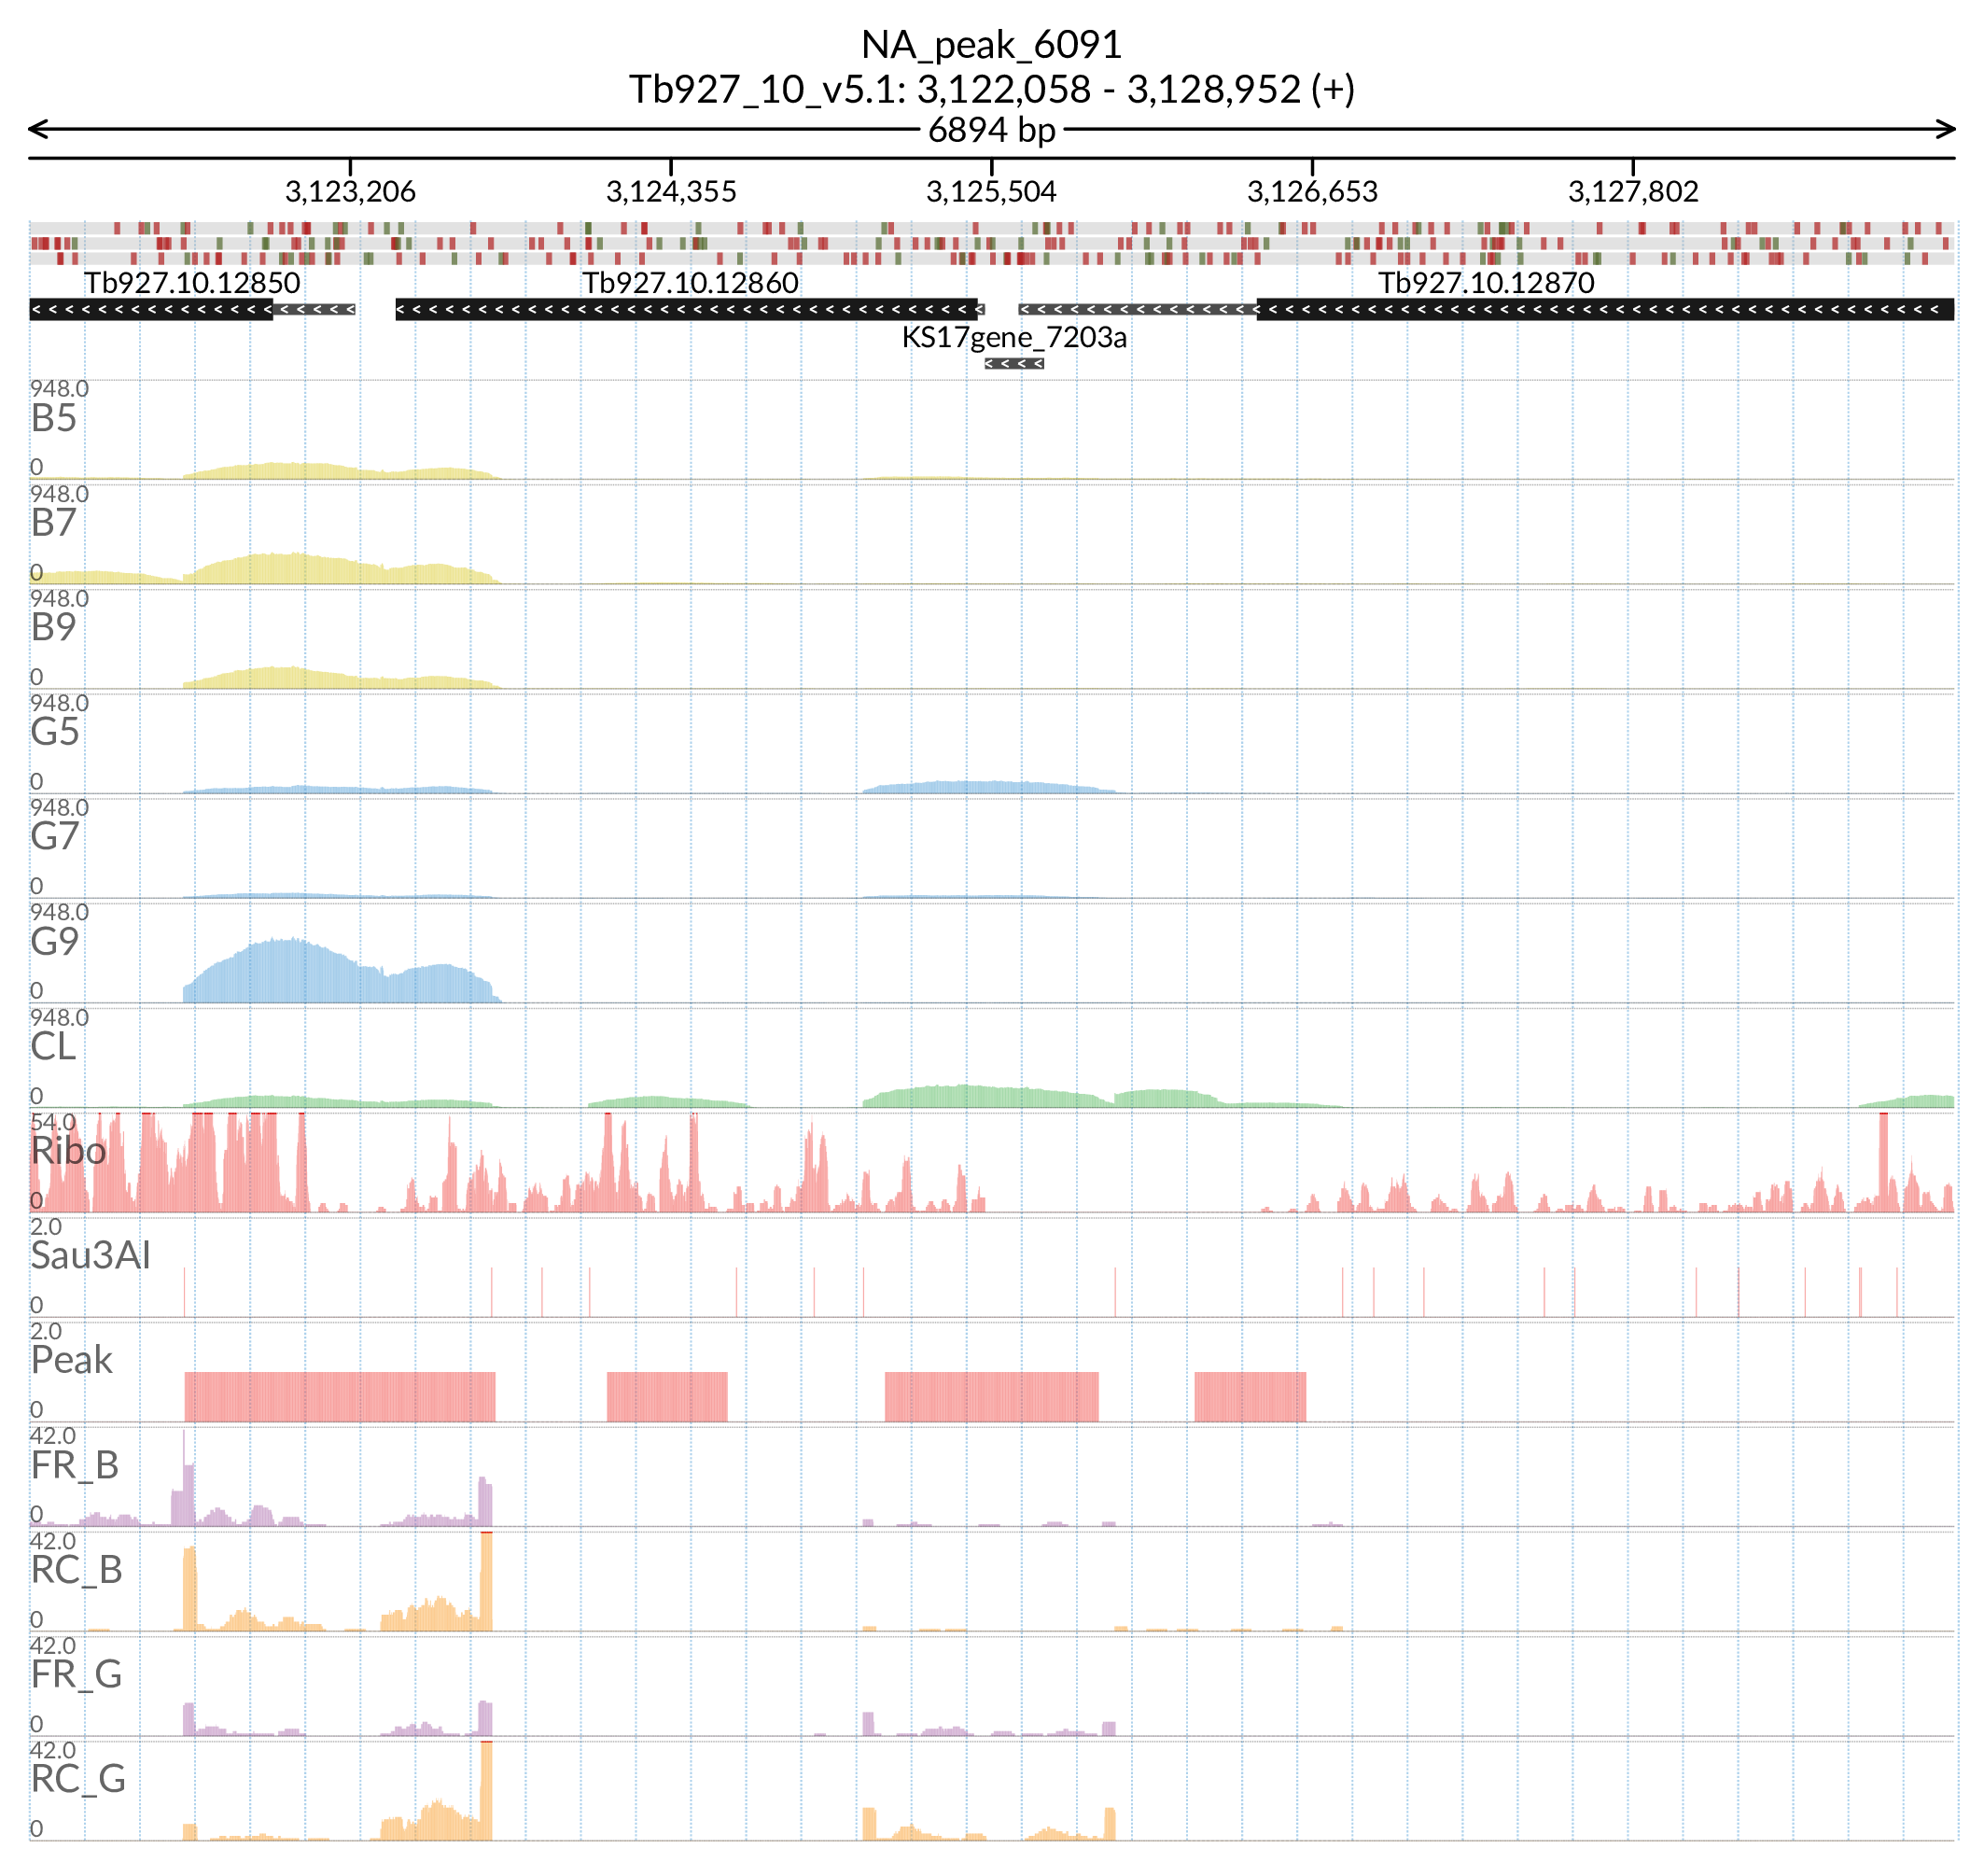 NA_peak_6091
Tb927_10_v5.1: 3,122,058 - 3,128,952 (+)
6894 bp
3,123,206 3,124,355 3,125,504 3,126,653 3,127,802
Tb927.10.12850 Tb927.10.12860 Tb927.10.12870
KS17gene_7203a
948.0
B5
0
948.0
B7
0
948.0
B9
0
948.0
G5
0
948.0
G7
0
948.0
G9
0
948.0
CL
0
54.0
Ribo
0
2.0
Sau3AI
0
2.0
Peak
0
42.0
FR_B
0
42.0
RC_B
0
42.0
FR_G
0
42.0
RC_G
0